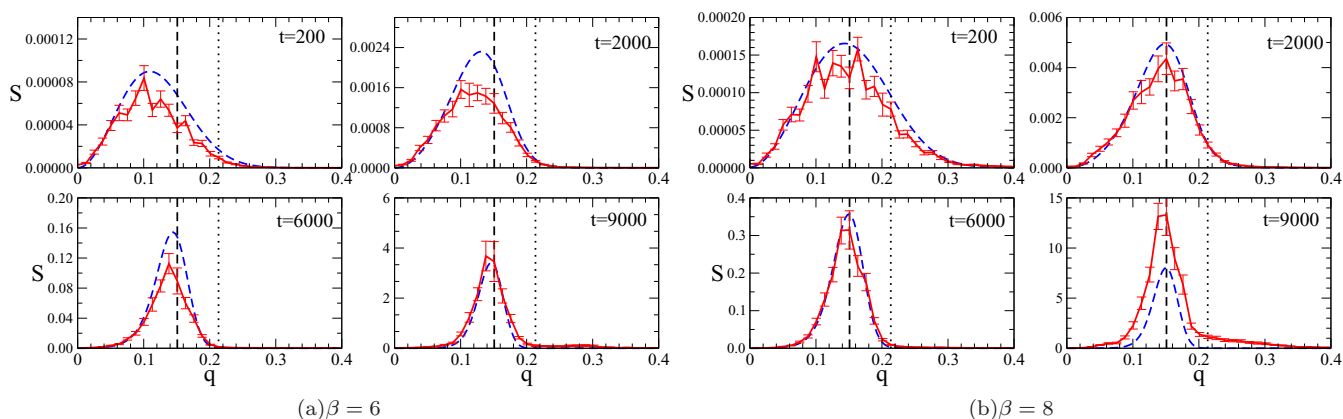 t=200
0.00012
0.00008
0.00004
0.00000
S
0 0.1 0.2 0.3 0.4
t=2000
0.0024
0.0016
0.0008
0.0000
0 0.1 0.2 0.3 0.4
t=6000
0.20
0.16
0.12
0.08
0.04
0.00
S
0 0.1 0.2 0.3 0.4
q
t=9000
6
4
2
0
0 0.1 0.2 0.3 0.4
q
(a)β = 6
t=200
0.00020
0.00015
0.00010
0.00005
0.00000
S
0 0.1 0.2 0.3 0.4
t=2000
0.006
0.004
0.002
0.000
0 0.1 0.2 0.3 0.4
t=6000
0.4
0.3
0.2
0.1
0.0
S
0 0.1 0.2 0.3 0.4
q
t=9000
15
10
5
0
0 0.1 0.2 0.3 0.4
q
(b)β = 8